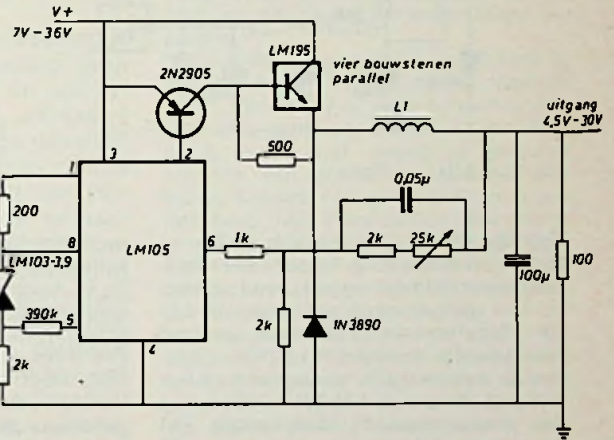 V+
7V-36V
LM195
vier bouwstenen
parallel
2N2905
L1
uitgang
4,5V-30V
3
2
500
1
0,05μ
200
8
LM105
6
1k
2k
25k
LM103-3,9
100μ
100
390k
5
2k
1N3890
2k
4